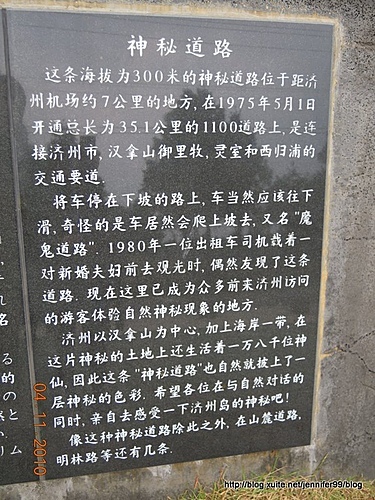 神秘道路
这条海拔为300米的神秘道路位于距济
州机场约7公里的地方, 在1975年5月1日
开通总长为35.1公里的1100道路上, 是连
接济州市, 汉拿山御里牧, 灵室和西归浦的
交通要道.
将车停在下坡的路上, 车当然应该往下
滑, 奇怪的是车居然会爬上坡去, 又名 "魔
鬼道路". 1980年一位出租车司机载着一
对新婚夫妇前去观光时, 偶然发现了这条
道路. 现在这里已成为众多前来济州访问
的游客体验自然神秘现象的地方.
济州以汉拿山为中心, 加上海岸一带, 在
这片神秘的土地上还生活着一万八千位神
仙, 因此这条 "神秘道路"也自然就披上了一
层神秘的色彩. 希望各位在与自然对话的
同时, 亲自去感受一下济州岛的神秘吧!
像这种神秘道路除此之外, 在山麓道路,
明林路等还有几条.
04 11 2010
http://blog.xuite.net/jennifer99/blog